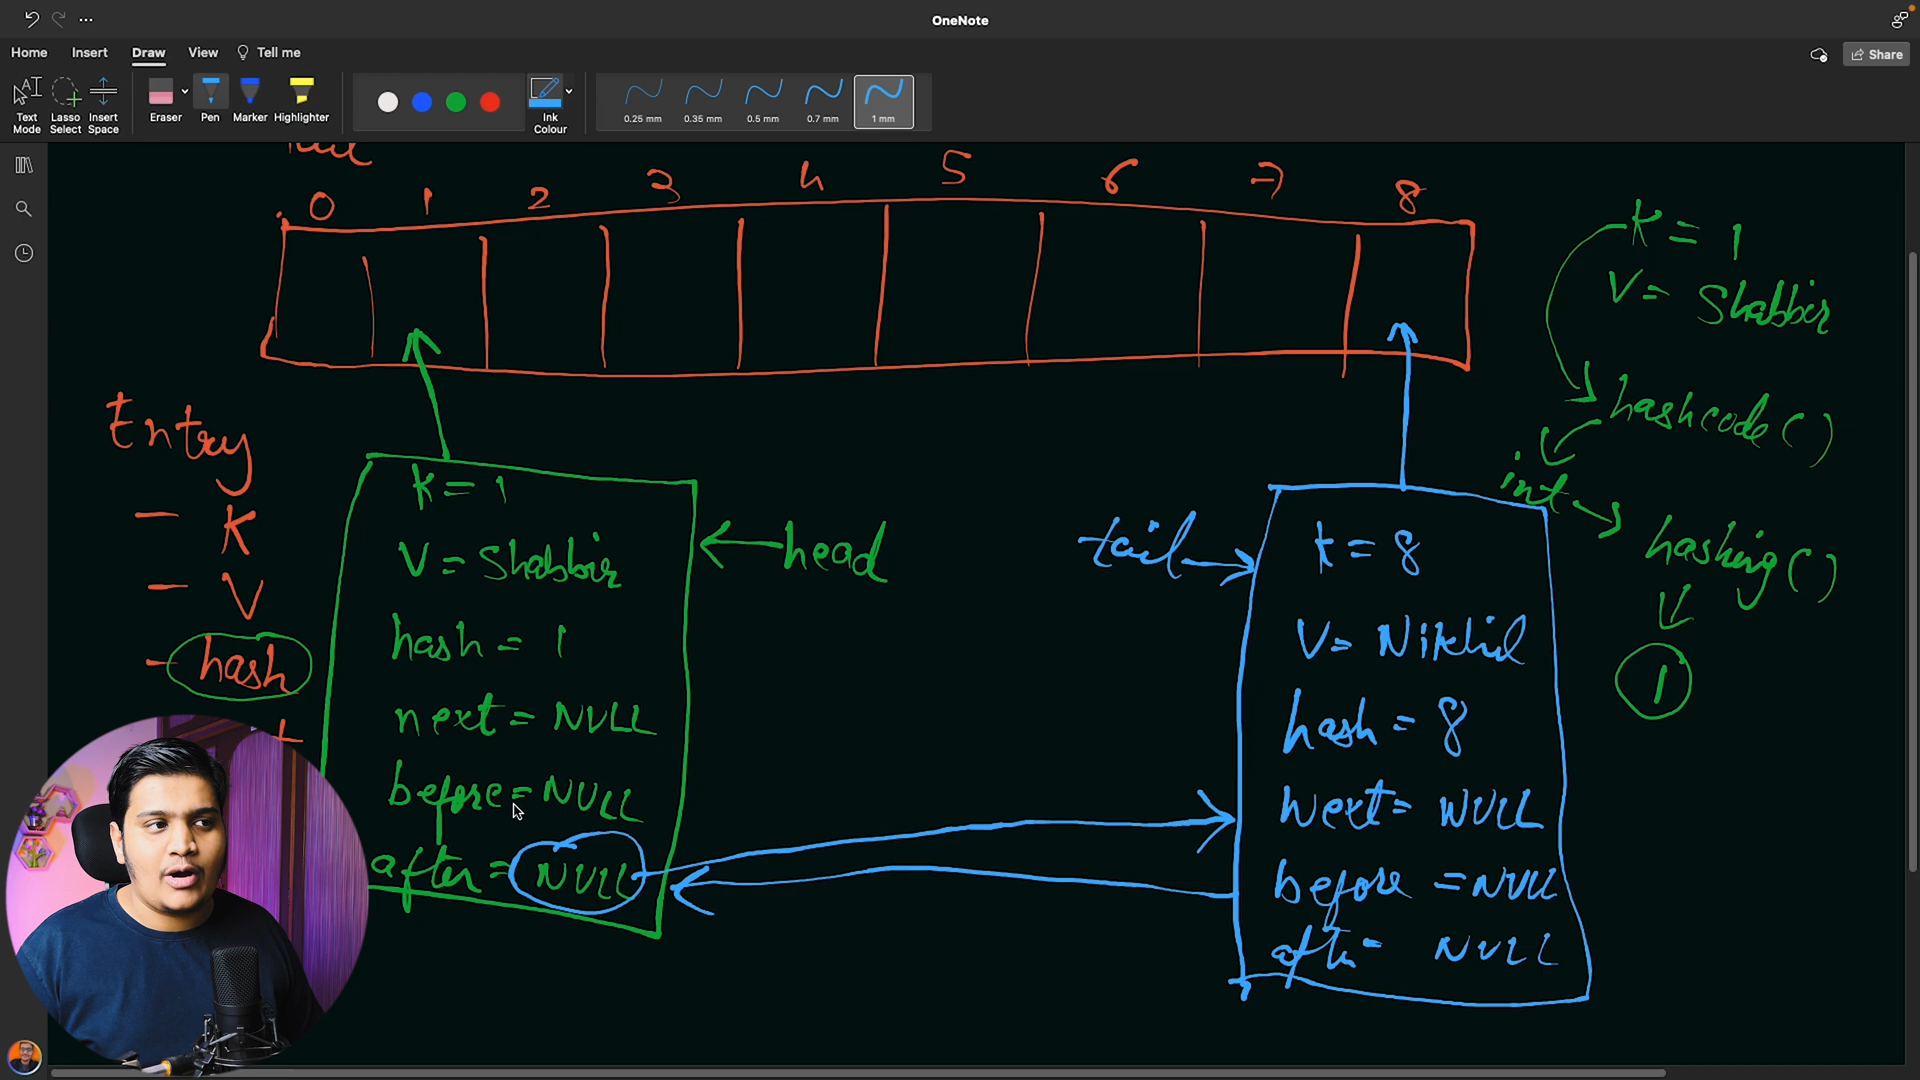 OneNote
Home Insert Draw View Tell me
Share
Text Mode
Lasso Select
Insert Space
Eraser
Pen
Marker
Highlighter
Ink Colour
0.25 mm
0.35 mm
0.5 mm
0.7 mm
1 mm
0 1 2 3 4 5 6 7 8
K = 1
V = Shabbir
hashcode()
int
hashing()
1
Entry
- K
- V
- hash
K = 1
V = Shabbir
hash = 1
next = NULL
before = NULL
after = NULL
head
tail
K = 8
V = Nikhil
hash = 8
Next = NULL
before = NULL
aft = NULL